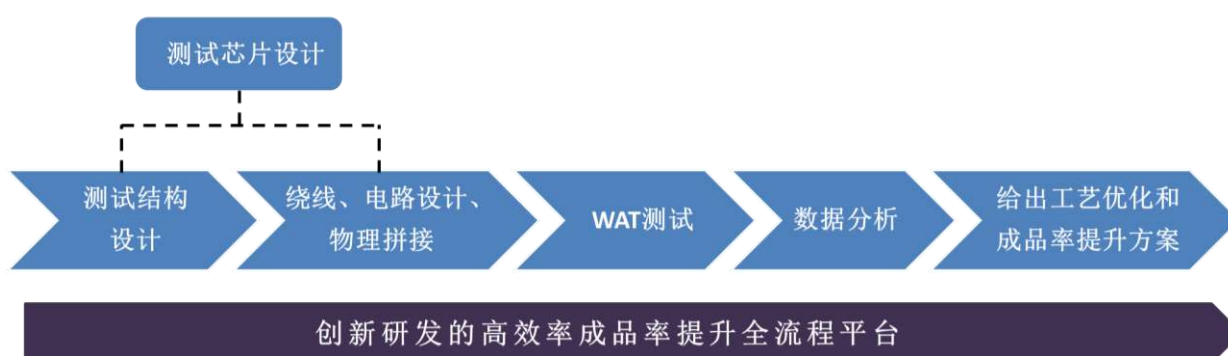 测试芯片设计
测试结构
设计
绕线、电路设计、
物理拼接
WAT测试
数据分析
给出工艺优化和
成品率提升方案
创新研发的高效率成品率提升全流程平台